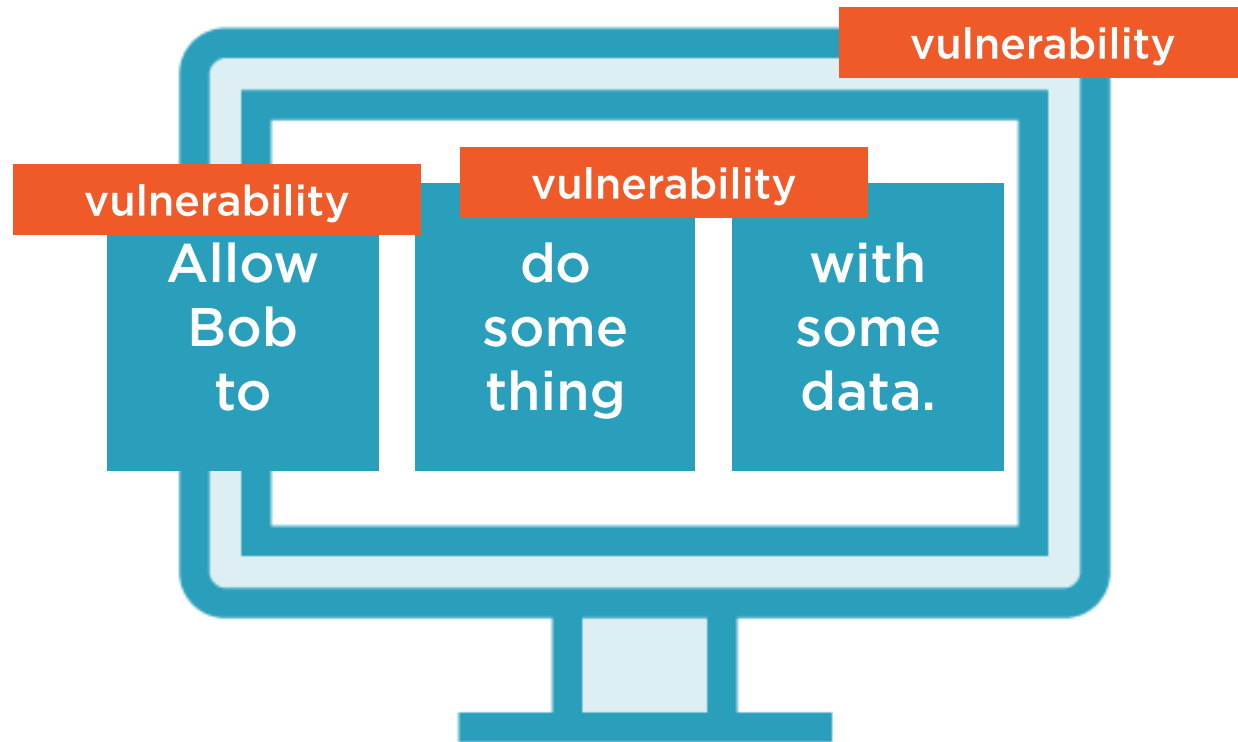 vulnerability
vulnerability
vulnerability
Allow
Bob
to
do
some
thing
with
some
data.